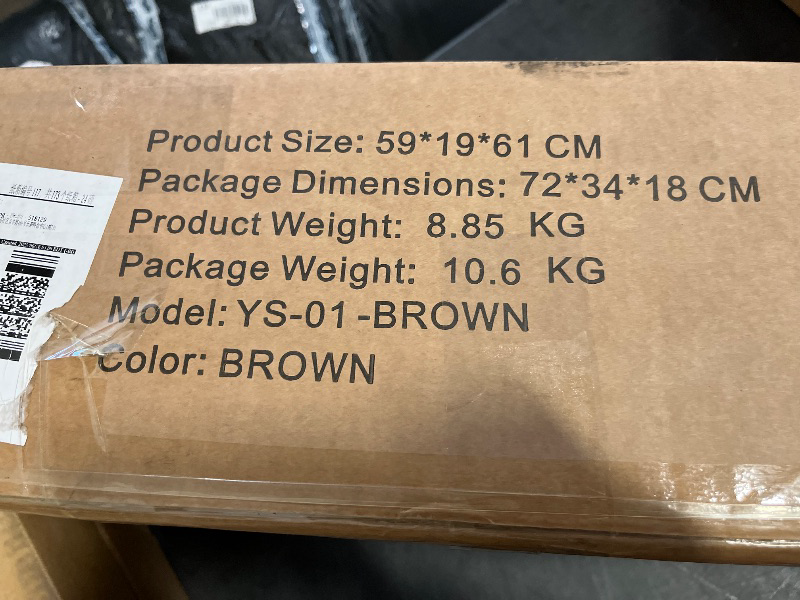 Product Size: 59*19*61 CM
Package Dimensions: 72*34*18 CM
Product Weight: 8.85 KG
Package Weight: 10.6 KG
Model: YS-01-BROWN
Color: BROWN